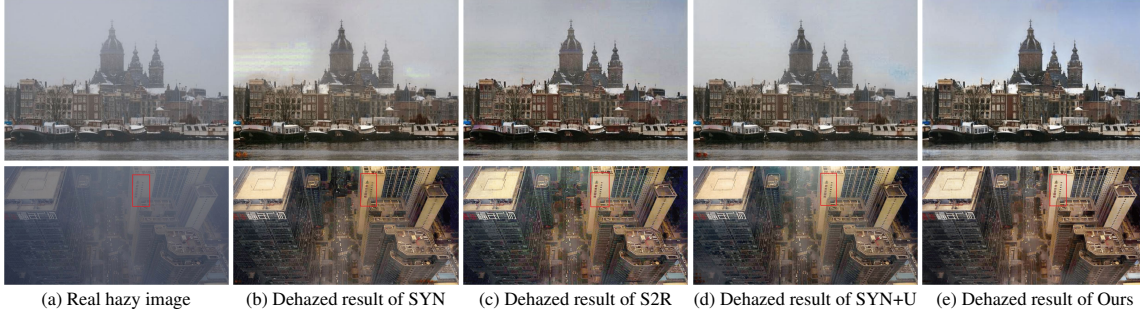 (a) Real hazy image
(b) Dehazed result of SYN
(c) Dehazed result of S2R
(d) Dehazed result of SYN+U
(e) Dehazed result of Ours